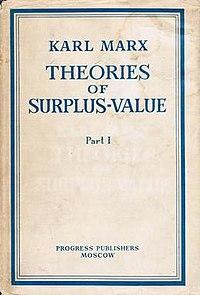 KARL MARX
THEORIES
OF
SURPLUS-VALUE
Part I
PROGRESS PUBLISHERS
MOSCOW